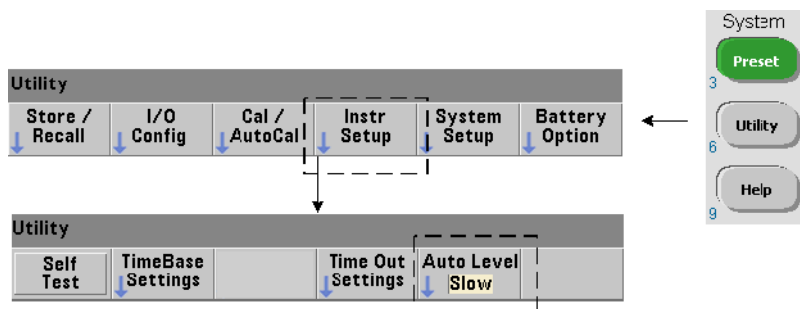 System
Preset
3
Utility
Store / Recall
I/O Config
Cal / AutoCal
Instr Setup
System Setup
Battery Option
Utility
6
Help
9
Utility
Self Test
TimeBase Settings
Time Out Settings
Auto Level Slow